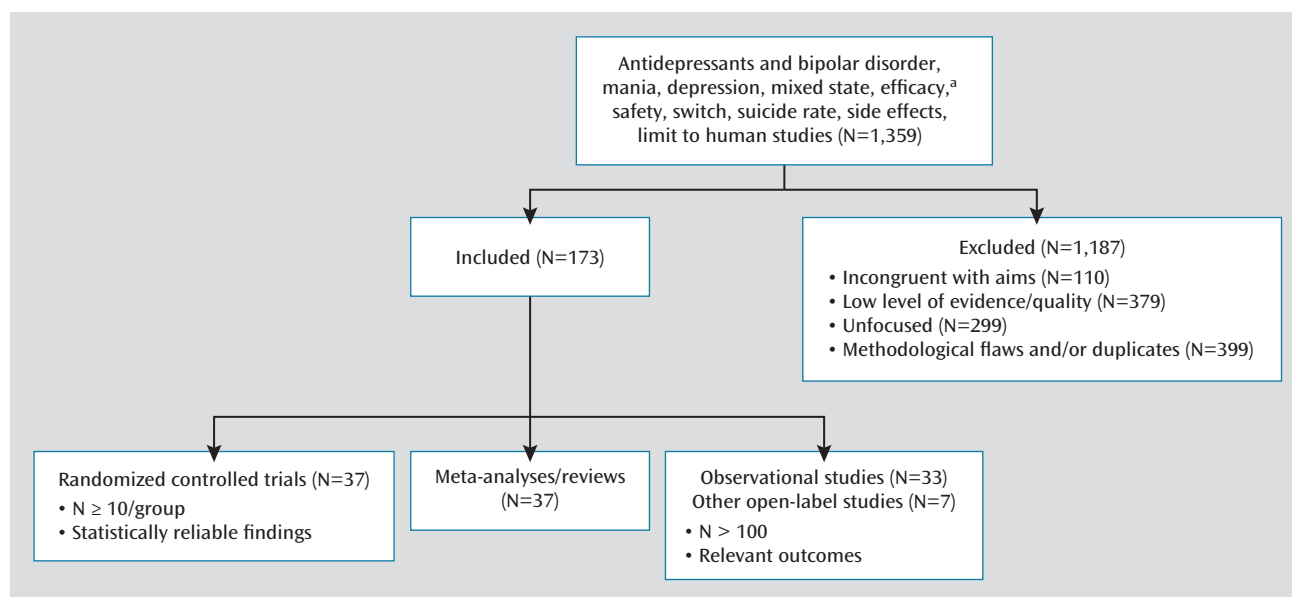 Antidepressants and bipolar disorder,
mania, depression, mixed state, efficacy,a
safety, switch, suicide rate, side effects,
limit to human studies (N=1,359)
Included (N=173)
Excluded (N=1,187)
• Incongruent with aims (N=110)
• Low level of evidence/quality (N=379)
• Unfocused (N=299)
• Methodological flaws and/or duplicates (N=399)
Randomized controlled trials (N=37)
• N ≥ 10/group
• Statistically reliable findings
Meta-analyses/reviews
(N=37)
Observational studies (N=33)
Other open-label studies (N=7)
• N > 100
• Relevant outcomes